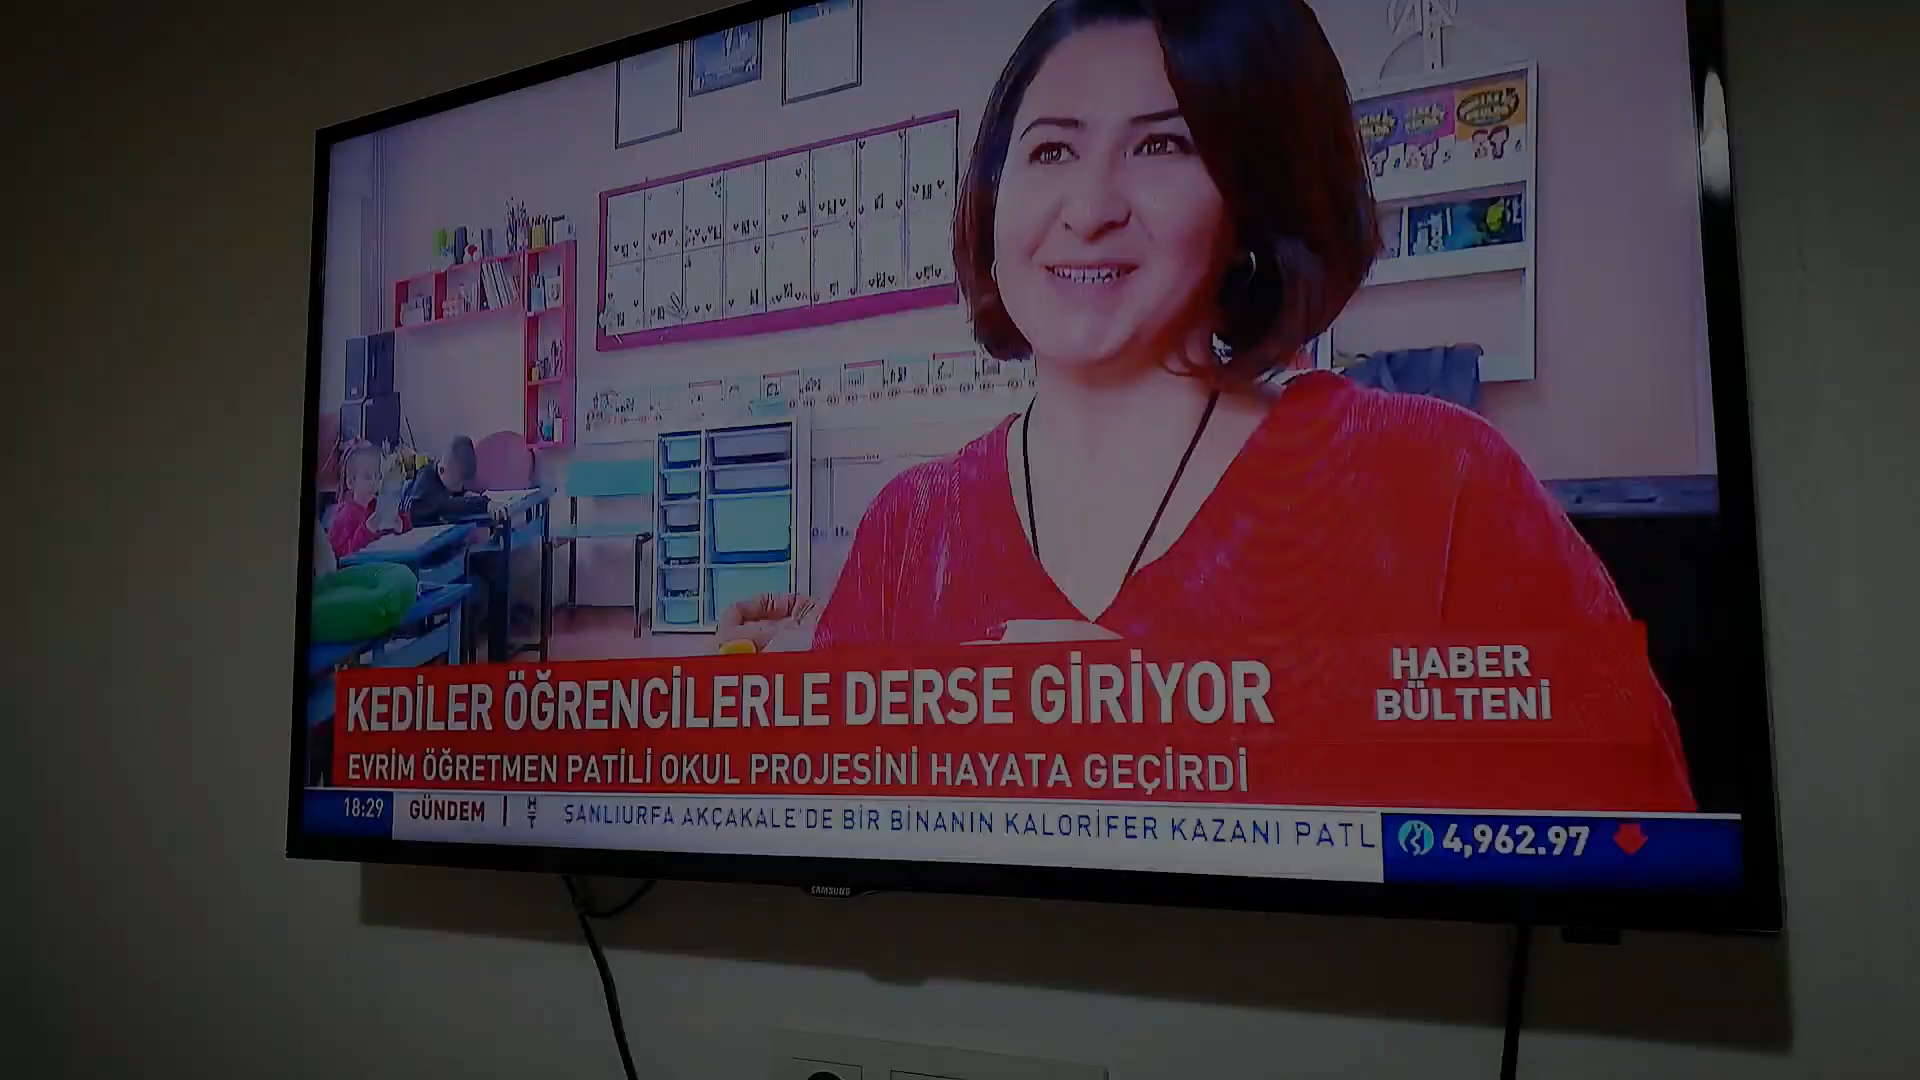 KEDİLER ÖĞRENCİLERLE DERSE GİRİYOR
HABER
BÜLTENİ
EVRİM ÖĞRETMEN PATİLİ OKUL PROJESİNİ HAYATA GEÇİRDİ
18:29 GÜNDEM ŞANLIURFA AKÇAKALE'DE BİR BİNANIN KALORİFER KAZANI PATL
4,962.97
SAMSUNG